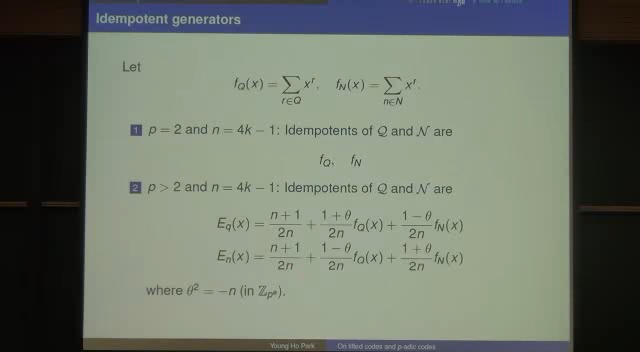 Idempotent generators
Let
f_Q(x) = ∑_{r∈Q} x^r, f_N(x) = ∑_{n∈N} x^r.
1 p = 2 and n = 4k − 1: Idempotents of 𝒬 and 𝒩 are
f_Q, f_N
2 p > 2 and n = 4k − 1: Idempotents of 𝒬 and 𝒩 are
E_q(x) = (n+1)/(2n) + (1+θ)/(2n) f_Q(x) + (1−θ)/(2n) f_N(x)
E_n(x) = (n+1)/(2n) + (1−θ)/(2n) f_Q(x) + (1+θ)/(2n) f_N(x)
where θ² = −n (in ℤ_{p^e}).
Young Ho Park On lifted codes and p-adic codes